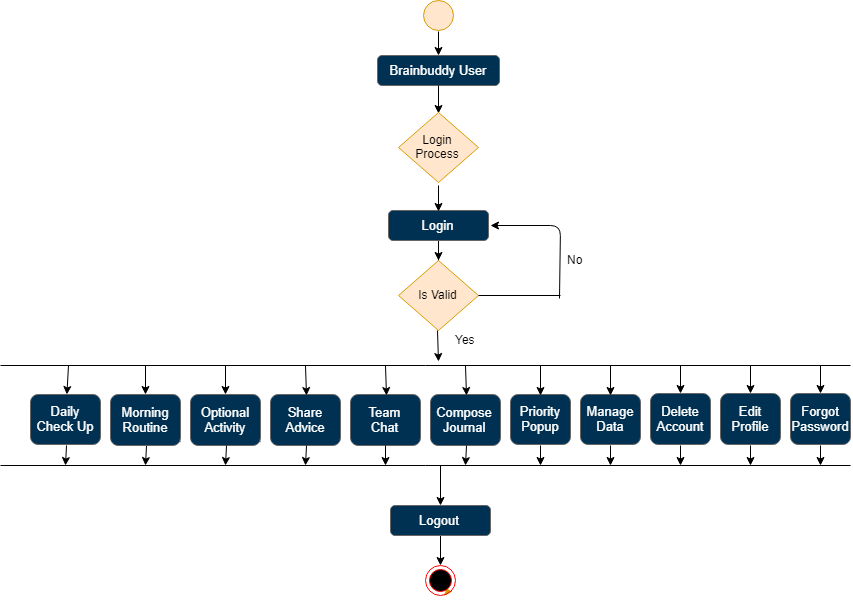 Brainbuddy User
Login
Process
Login
No
Is Valid
Yes
Daily
Check Up
Morning
Routine
Optional
Activity
Share
Advice
Team
Chat
Compose
Journal
Priority
Popup
Manage
Data
Delete
Account
Edit
Profile
Forgot
Password
Logout